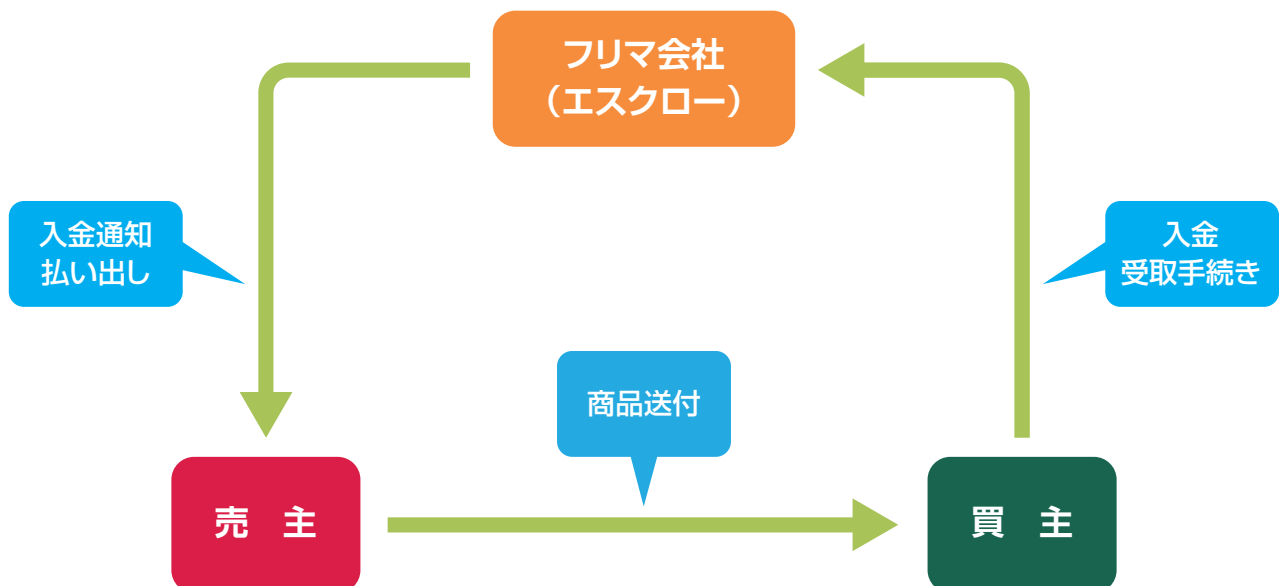 フリマ会社
（エスクロー）
入金通知
払い出し
入金
受取手続き
商品送付
売　主
買　主